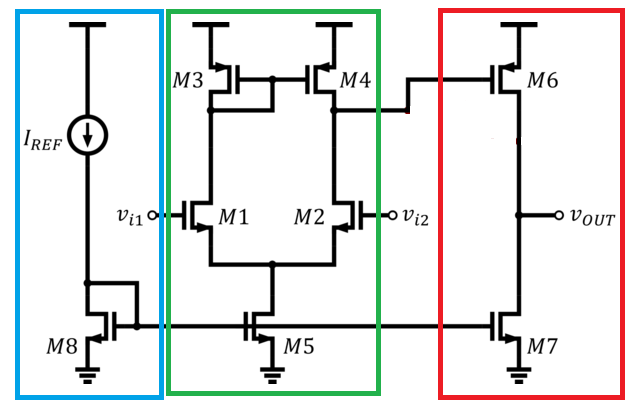 M3 M4 M6
I_REF
v_i1 M1 M2 v_i2 v_OUT
M8 M5 M7